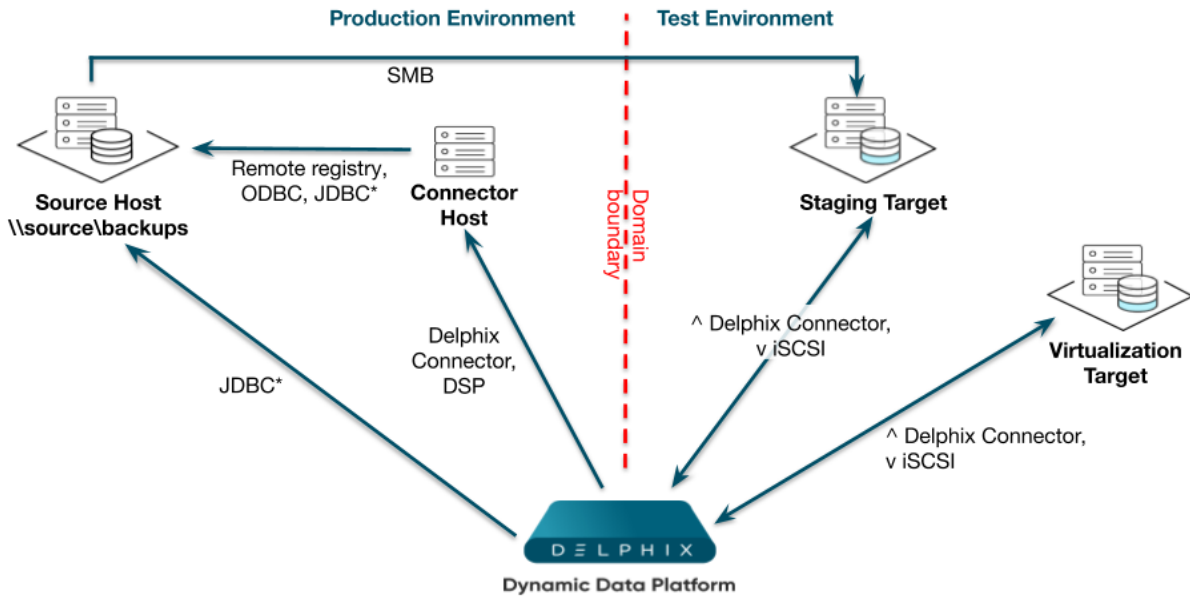 Production Environment
Test Environment
SMB
Remote registry,
ODBC, JDBC*
Source Host
\\source\backups
Connector
Host
Domain
boundary
Staging Target
Virtualization
Target
JDBC*
Delphix
Connector,
DSP
^ Delphix Connector,
v iSCSI
^ Delphix Connector,
v iSCSI
DELPHIX
Dynamic Data Platform